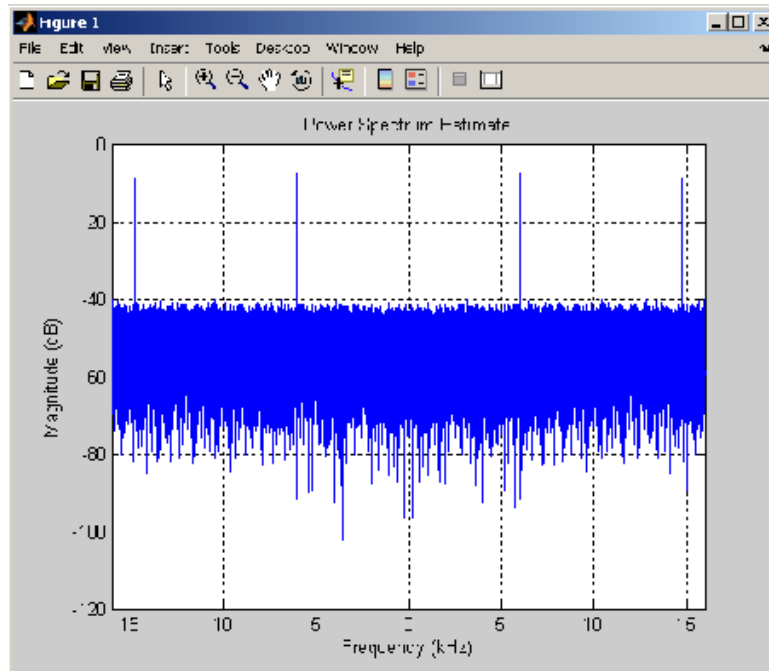 Figure 1
File Edit View Insert Tools Desktop Window Help
Power Spectrum Estimate
0
20
-40
60
-80
-100
-120
15 10 5 0 5 10 15
Magnitude (dB)
Frequency (kHz)